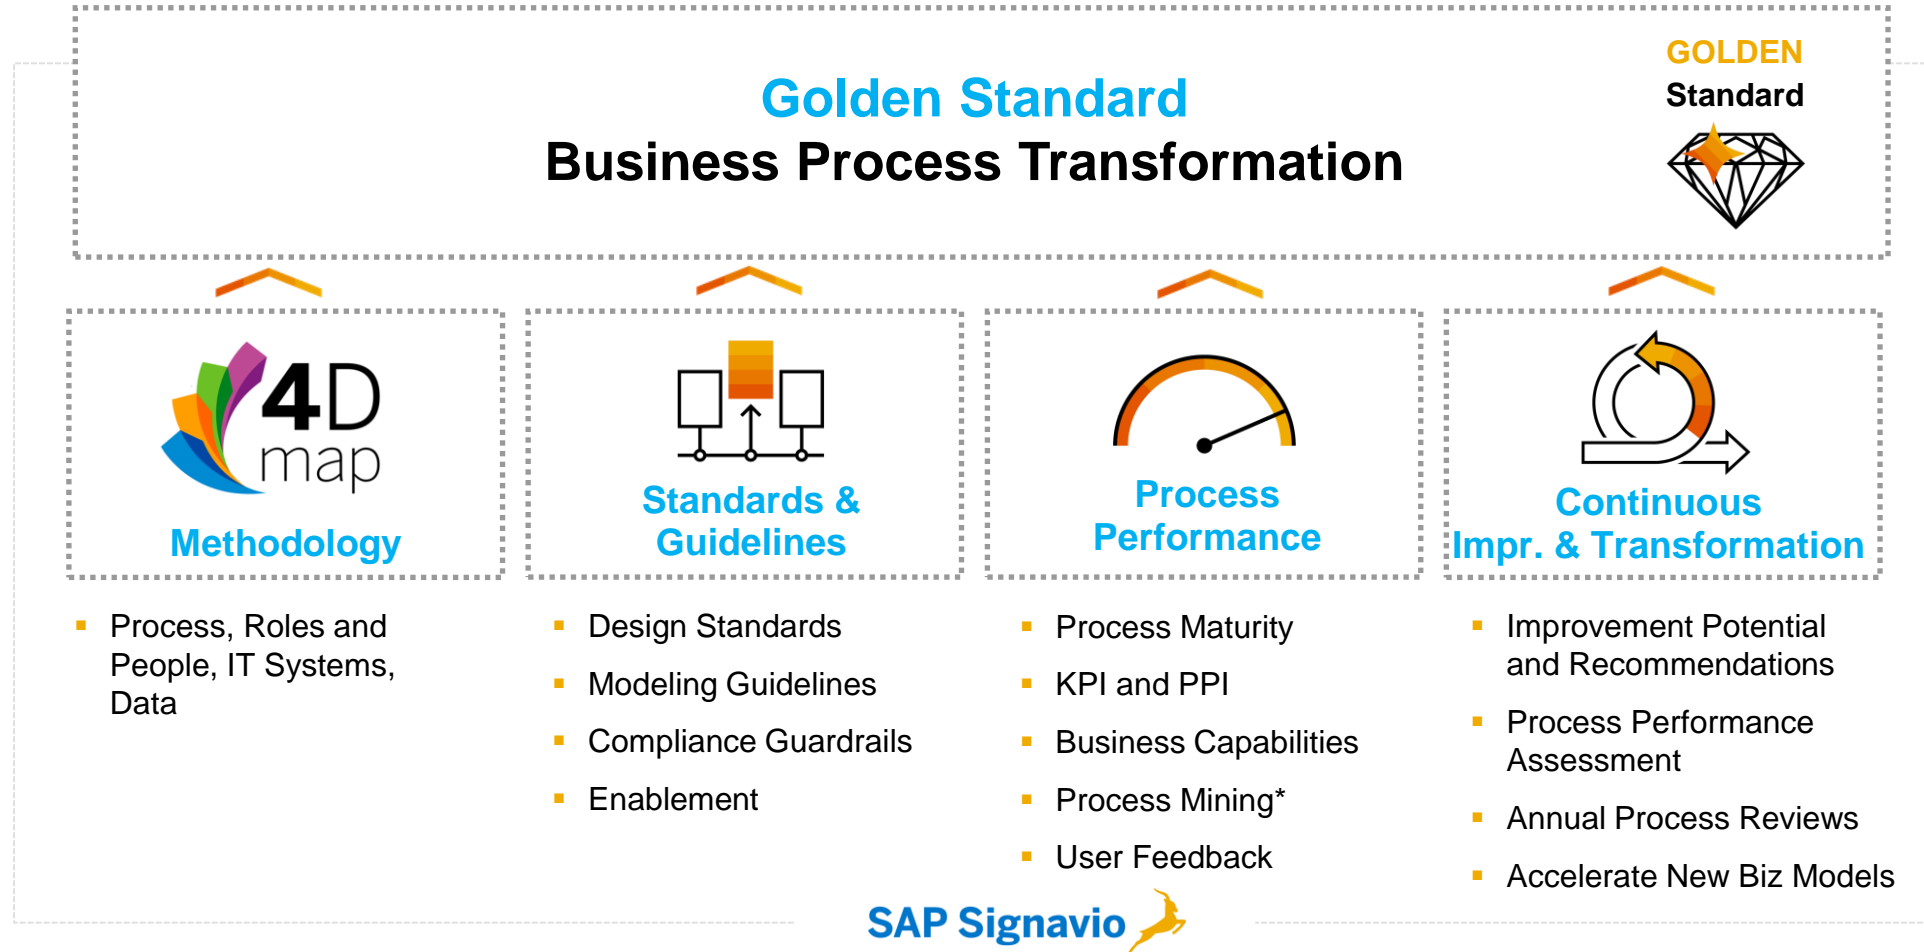 GOLDEN
Standard
Golden Standard
Business Process Transformation
4D
map
Methodology
Process, Roles and
People, IT Systems,
Data
Standards &
Guidelines
Design Standards
Modeling Guidelines
Compliance Guardrails
Enablement
Process
Performance
Process Maturity
KPI and PPI
Business Capabilities
Process Mining*
User Feedback
Continuous
Impr. & Transformation
Improvement Potential
and Recommendations
Process Performance
Assessment
Annual Process Reviews
Accelerate New Biz Models
SAP Signavio